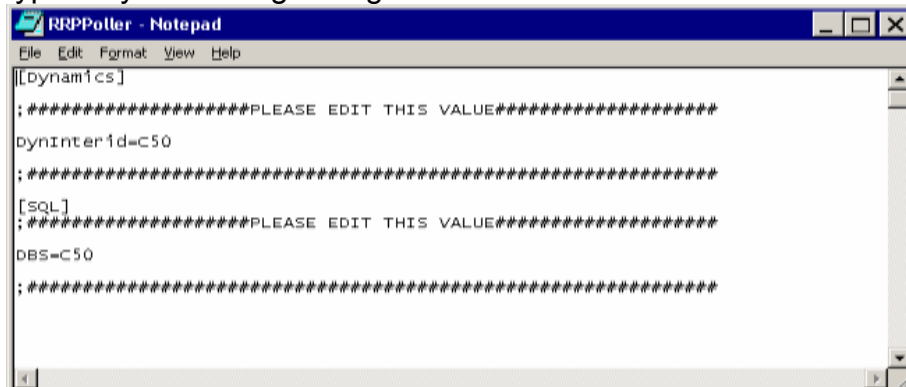 RRPPoller - Notepad
File Edit Format View Help
[Dynamics]
;####################PLEASE EDIT THIS VALUE####################
DynInterid=C50
;##############################################################
[SQL]
;####################PLEASE EDIT THIS VALUE####################
DBS=C50
;##############################################################